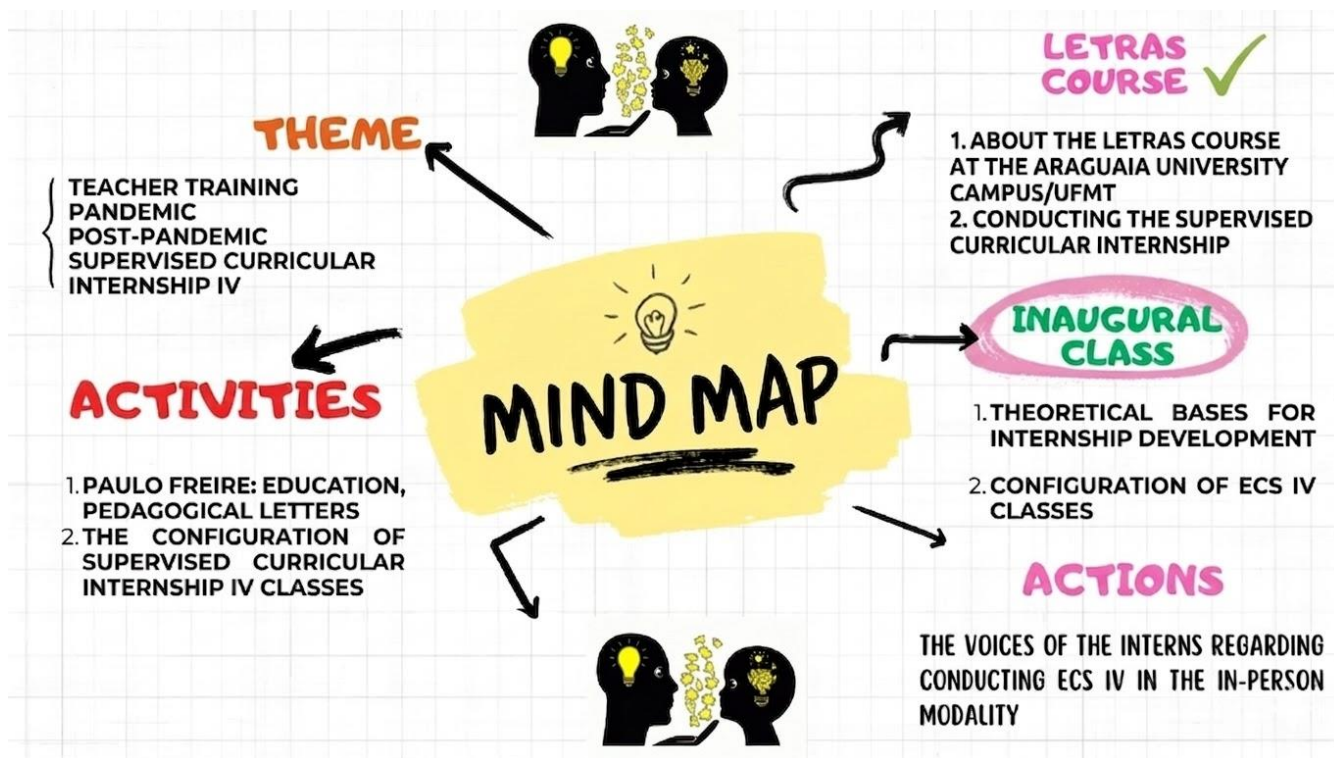 THEME
TEACHER TRAINING
PANDEMIC
POST-PANDEMIC
SUPERVISED CURRICULAR
INTERNSHIP IV
ACTIVITIES
1. PAULO FREIRE: EDUCATION,
PEDAGOGICAL LETTERS
2. THE CONFIGURATION OF
SUPERVISED CURRICULAR
INTERNSHIP IV CLASSES
MIND MAP
LETRAS
COURSE
1. ABOUT THE LETRAS COURSE
AT THE ARAGUAIA UNIVERSITY
CAMPUS/UFMT
2. CONDUCTING THE SUPERVISED
CURRICULAR INTERNSHIP
INAUGURAL
CLASS
1. THEORETICAL BASES FOR
INTERNSHIP DEVELOPMENT
2. CONFIGURATION OF ECS IV
CLASSES
ACTIONS
THE VOICES OF THE INTERNS REGARDING
CONDUCTING ECS IV IN THE IN-PERSON
MODALITY